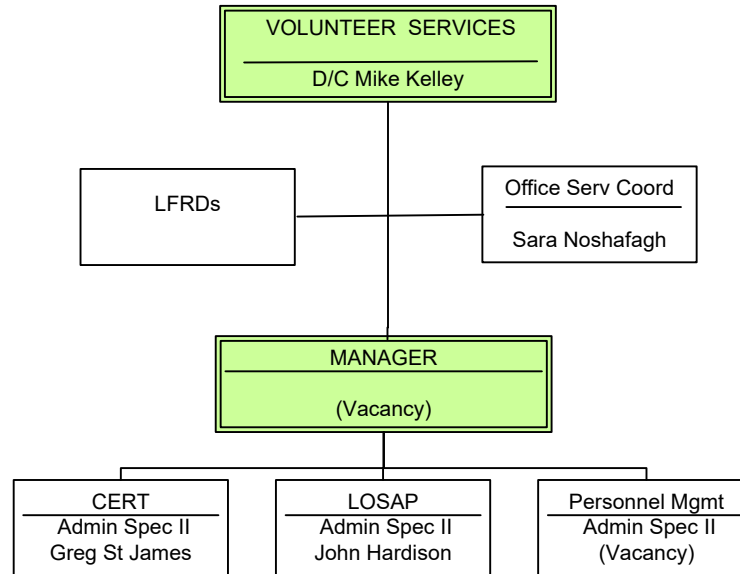 VOLUNTEER SERVICES
D/C Mike Kelley
LFRDs
Office Serv Coord
Sara Noshafagh
MANAGER
(Vacancy)
CERT
Admin Spec II
Greg St James
LOSAP
Admin Spec II
John Hardison
Personnel Mgmt
Admin Spec II
(Vacancy)